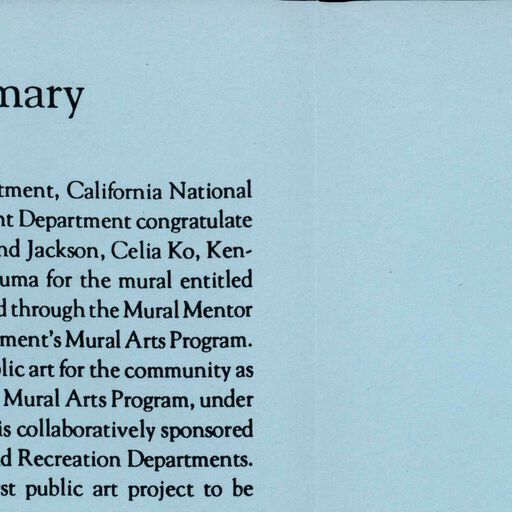 mary
tment, California National
nt Department congratulate
nd Jackson, Celia Ko, Ken-
uma for the mural entitled
d through the Mural Mentor
ment's Mural Arts Program.
lic art for the community as
Mural Arts Program, under
is collaboratively sponsored
d Recreation Departments.
st public art project to be